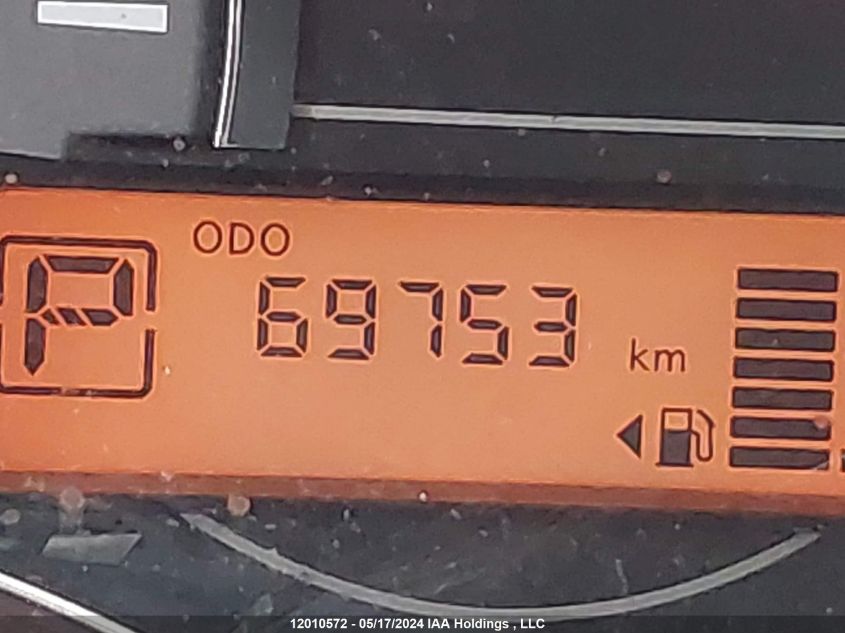 ODO
P
69753 km
12010572 - 05/17/2024 IAA Holdings , LLC